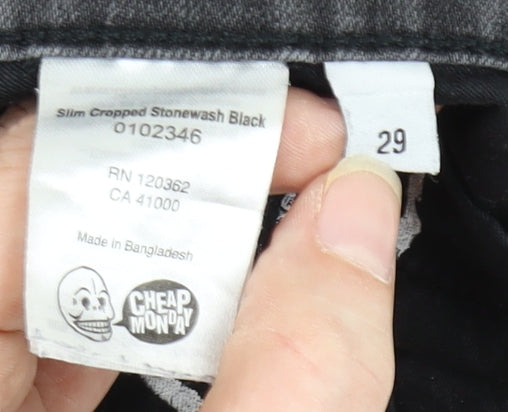 Slim Cropped Stonewash Black
0102346
RN 120362
CA 41000
Made in Bangladesh
CHEAP
MONDAY
29